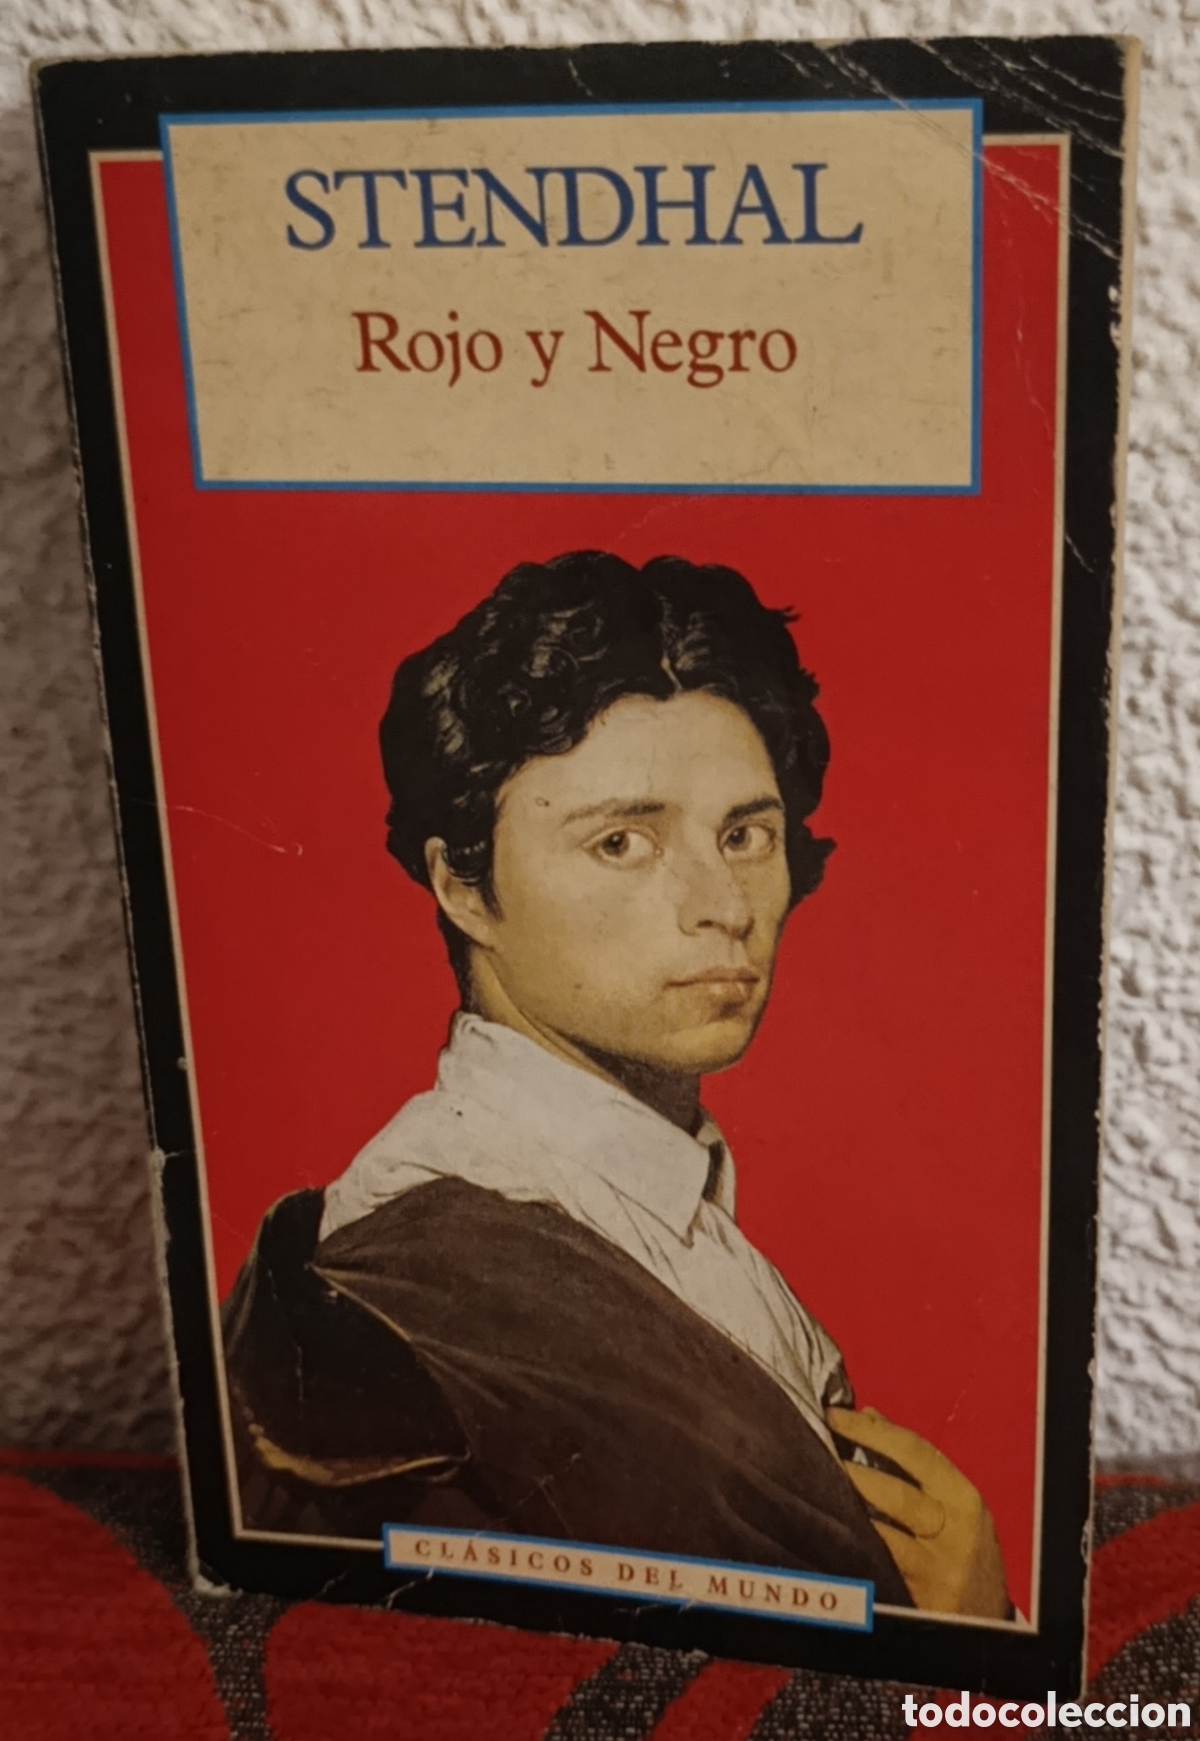 STENDHAL
Rojo y Negro
CLÁSICOS DEL MUNDO
todocoleccion